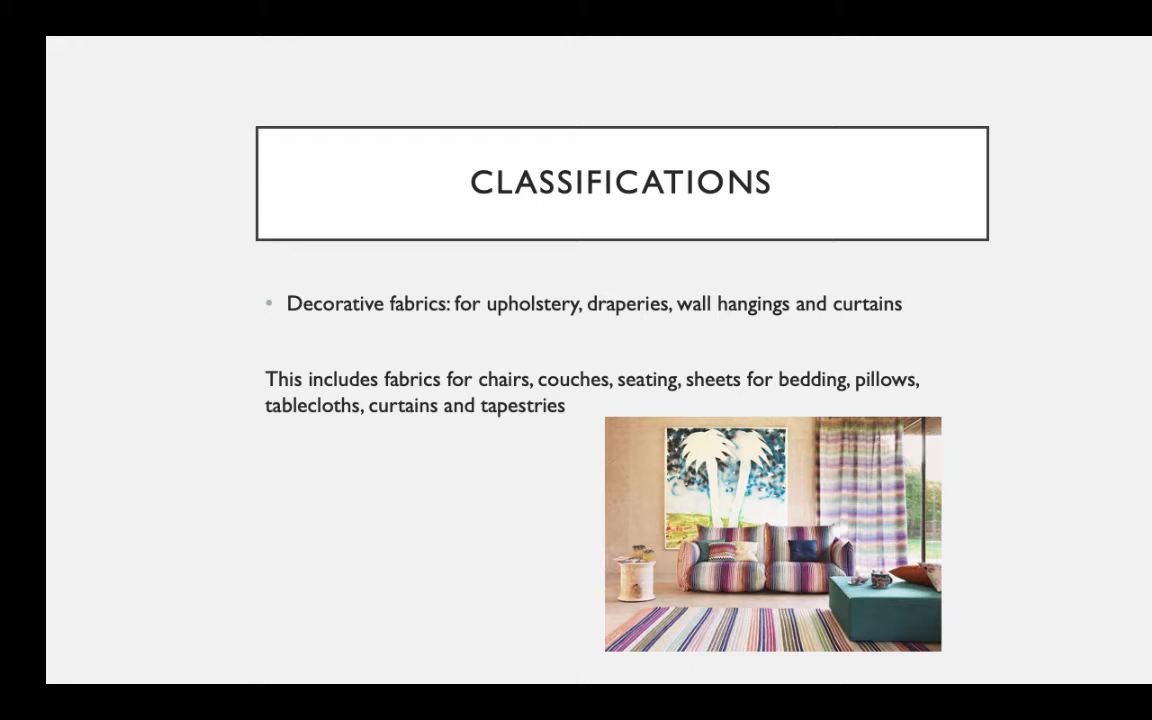 CLASSIFICATIONS
• Decorative fabrics: for upholstery, draperies, wall hangings and curtains
This includes fabrics for chairs, couches, seating, sheets for bedding, pillows,
tablecloths, curtains and tapestries